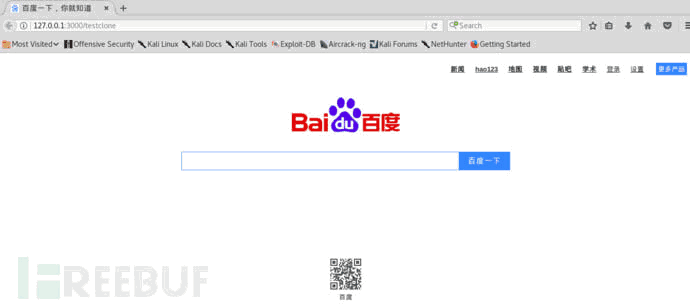 百度一下，你就知道
127.0.0.1:3000/testclone
Search
Most Visited Offensive Security Kali Linux Kali Docs Kali Tools Exploit-DB Aircrack-ng Kali Forums NetHunter Getting Started
新闻 hao123 地图 视频 贴吧 学术 登录 设置 更多产品
Bai du 百度
百度一下
百度
FREEBUF